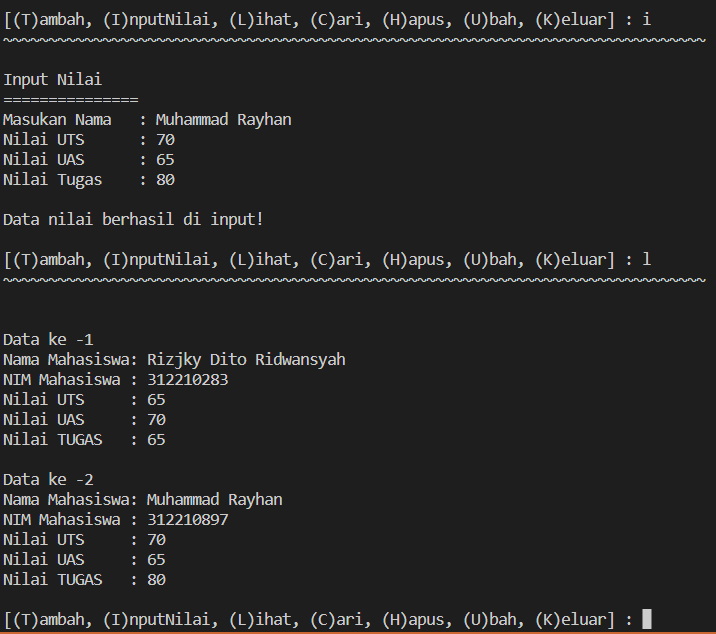 [(T)ambah, (I)nputNilai, (L)ihat, (C)ari, (H)apus, (U)bah, (K)eluar] : i
~~~~~~~~~~~~~~~~~~~~~~~~~~~~~~~~~~~~~~~~~~~~~~~~~~~~~~~~~~~~~~~~~~~~~~~~~~~~~~
Input Nilai
===============
Masukan Nama   : Muhammad Rayhan
Nilai UTS      : 70
Nilai UAS      : 65
Nilai Tugas    : 80
Data nilai berhasil di input!
[(T)ambah, (I)nputNilai, (L)ihat, (C)ari, (H)apus, (U)bah, (K)eluar] : l
~~~~~~~~~~~~~~~~~~~~~~~~~~~~~~~~~~~~~~~~~~~~~~~~~~~~~~~~~~~~~~~~~~~~~~~~~~~~~~
Data ke -1
Nama Mahasiswa: Rizjky Dito Ridwansyah
NIM Mahasiswa : 312210283
Nilai UTS     : 65
Nilai UAS     : 70
Nilai TUGAS   : 65
Data ke -2
Nama Mahasiswa: Muhammad Rayhan
NIM Mahasiswa : 312210897
Nilai UTS     : 70
Nilai UAS     : 65
Nilai TUGAS   : 80
[(T)ambah, (I)nputNilai, (L)ihat, (C)ari, (H)apus, (U)bah, (K)eluar] :